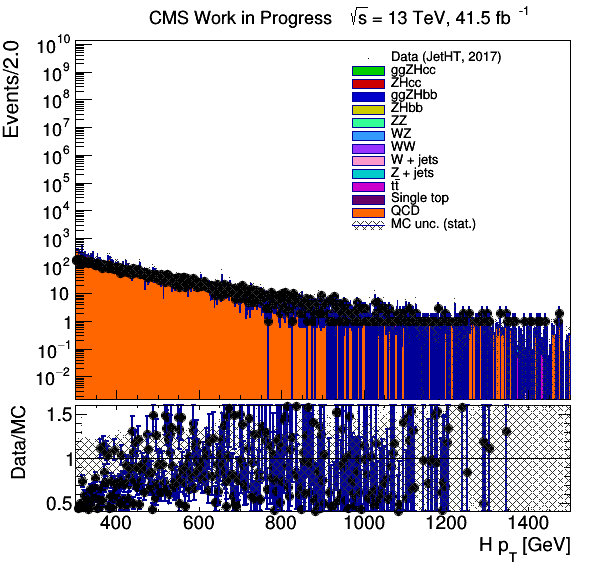 CMS Work in Progress √s = 13 TeV, 41.5 fb⁻¹
Events/2.0
10¹⁰
10⁹
10⁸
10⁷
10⁶
10⁵
10⁴
10³
10²
10
1
10⁻¹
10⁻²
Data (JetHT, 2017)
ggZHcc
ZHcc
ggZHbb
ZHbb
ZZ
WZ
WW
W + jets
Z + jets
tt̄
Single top
QCD
MC unc. (stat.)
Data/MC
1.5
1
0.5
400 600 800 1000 1200 1400
H p_T [GeV]